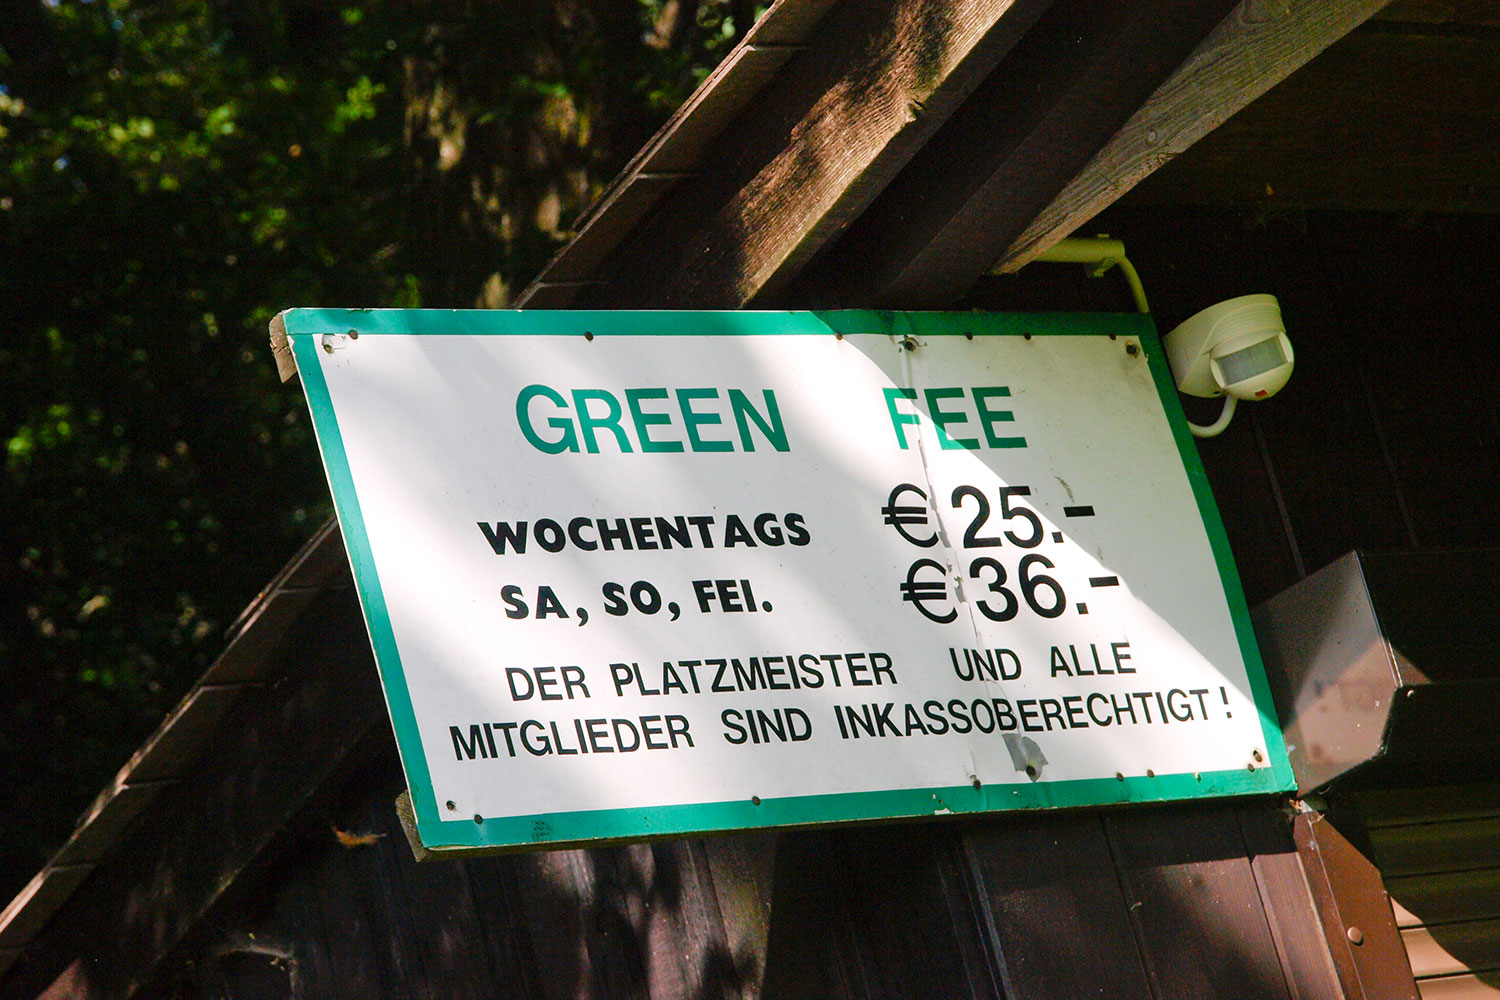 GREEN FEE
WOCHENTAGS € 25.-
SA, SO, FEI. € 36.-
DER PLATZMEISTER UND ALLE
MITGLIEDER SIND INKASSOBERECHTIGT!